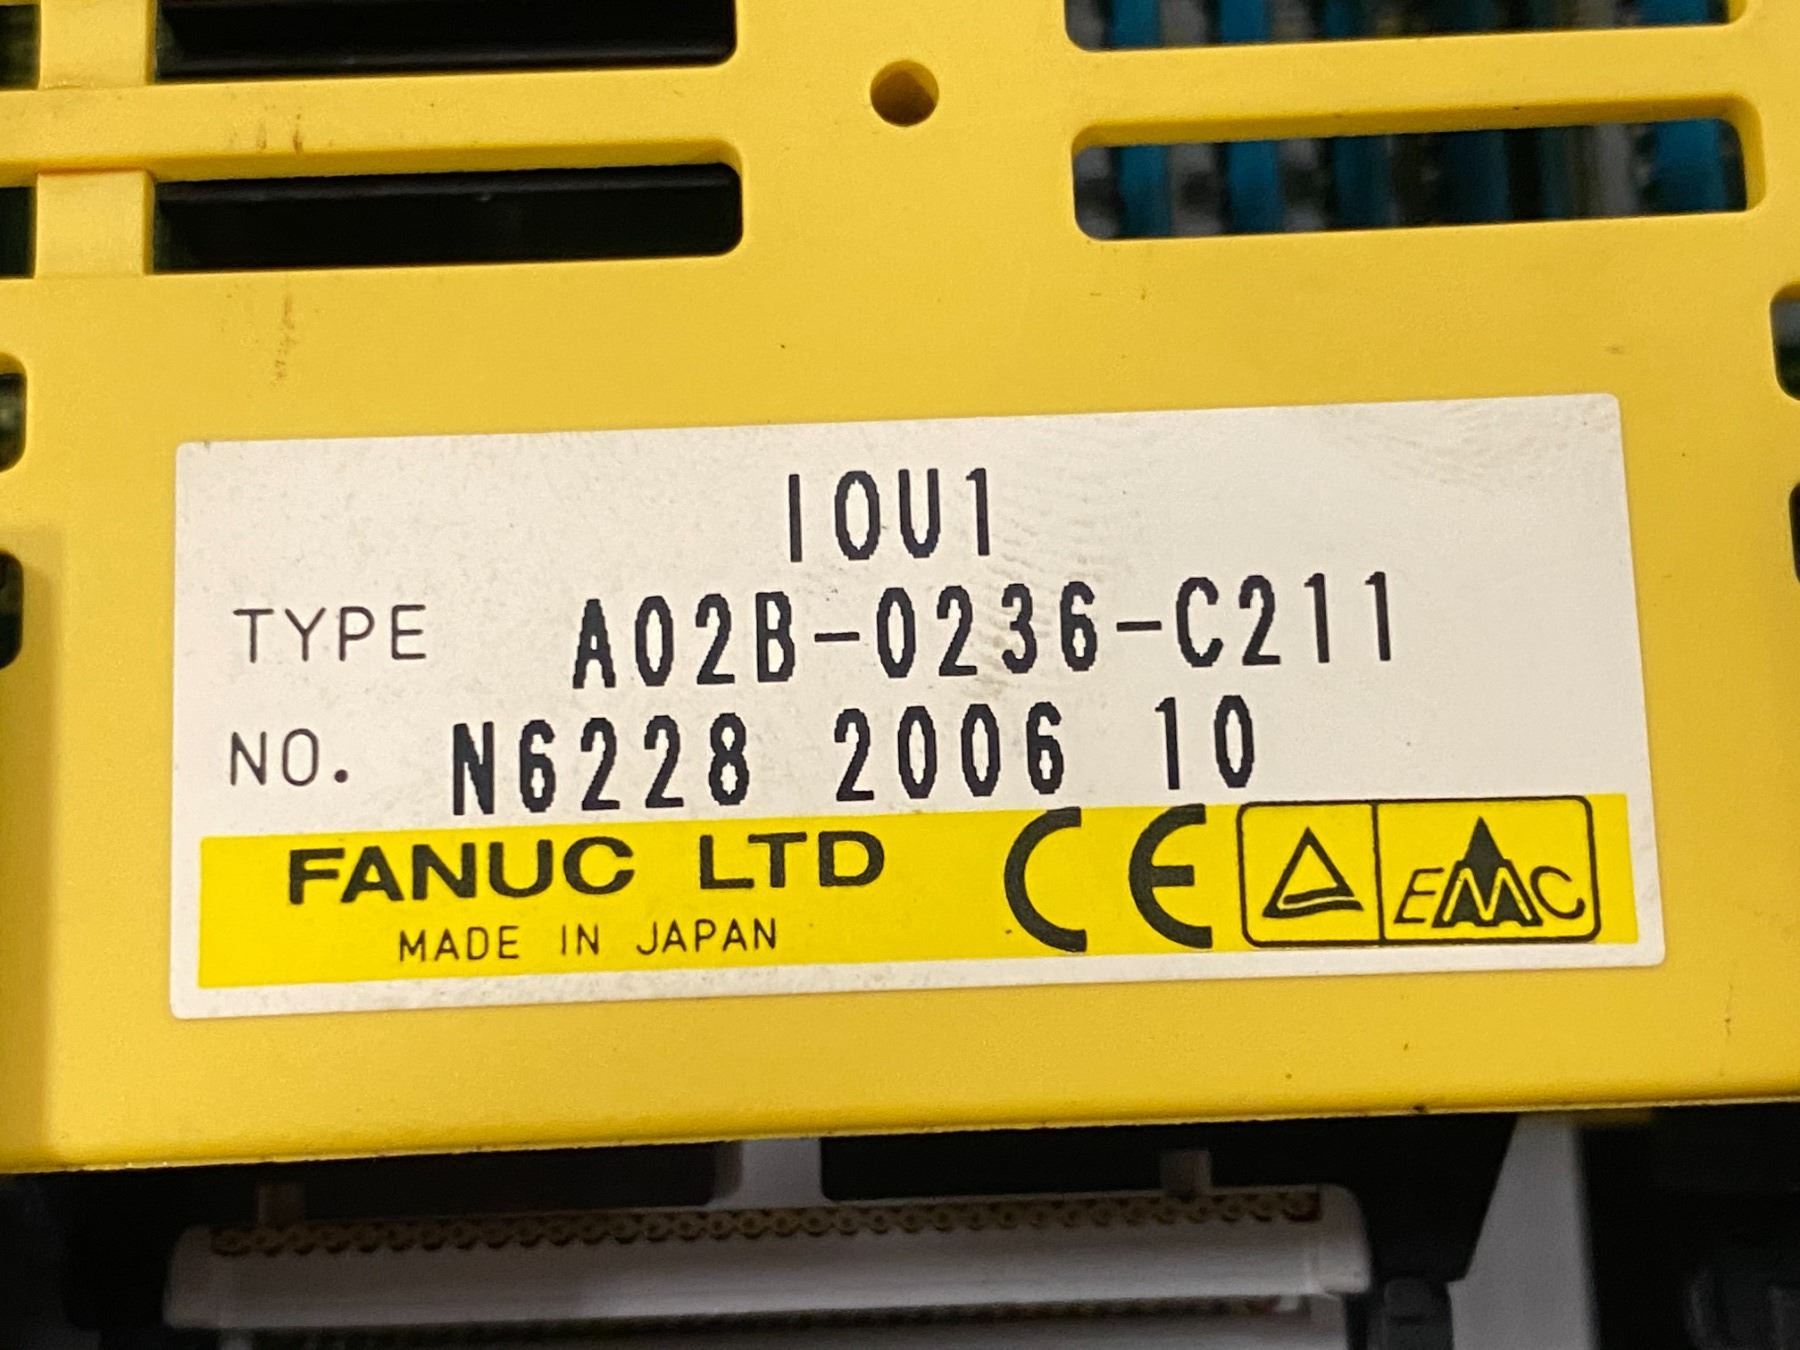 IOU1
TYPE A02B-0236-C211
NO. N6228 2006 10
FANUC LTD CE EMC
MADE IN JAPAN